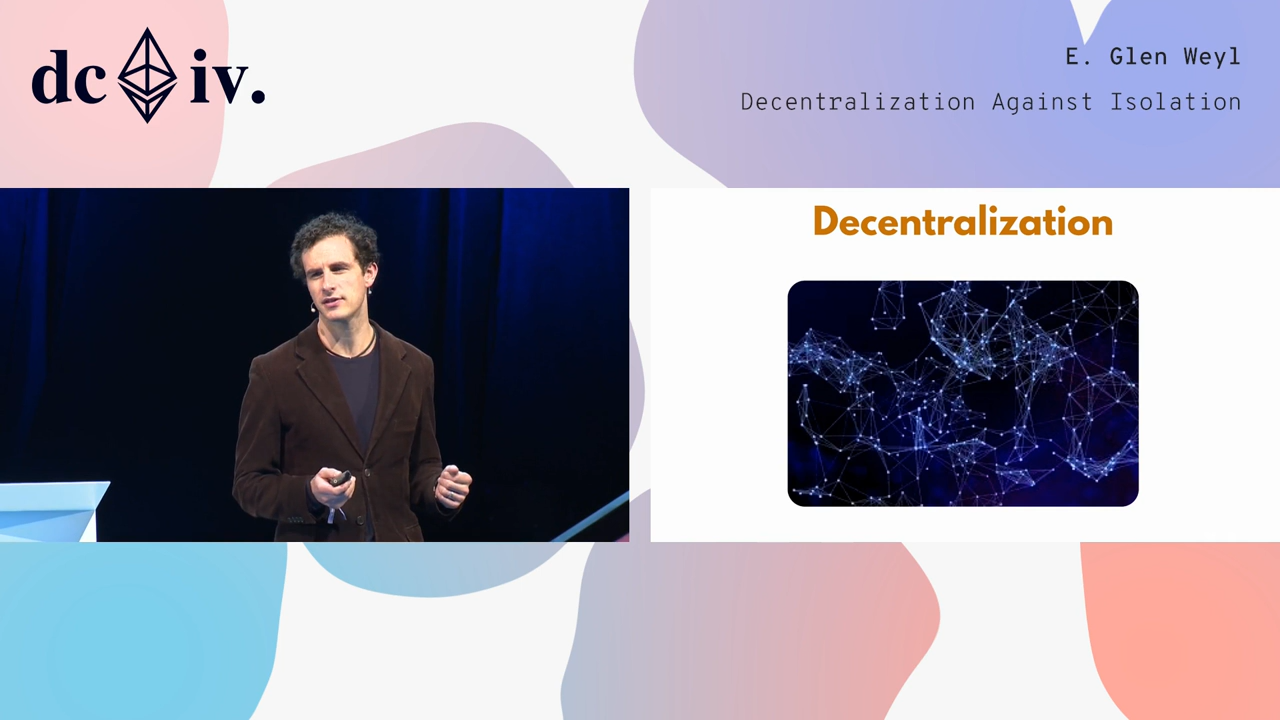 dc iv.
E. Glen Weyl
Decentralization Against Isolation
Decentralization